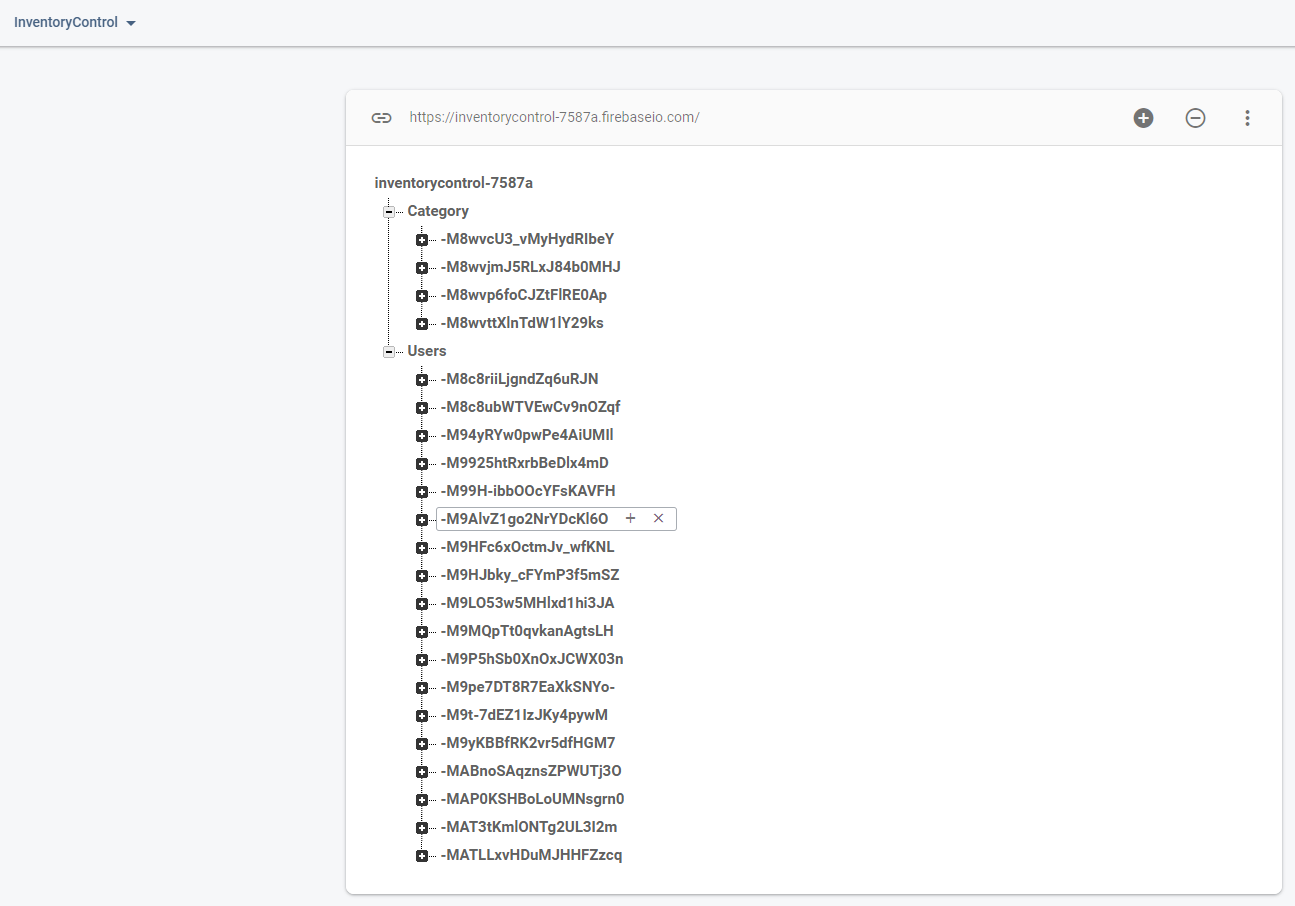 InventoryControl
https://inventorycontrol-7587a.firebaseio.com/
inventorycontrol-7587a
Category
-M8wvcU3_vMyHydRIbeY
-M8wvjmJ5RLxJ84b0MHJ
-M8wvp6foCJZtFlRE0Ap
-M8wvttXlnTdW1lY29ks
Users
-M8c8riiLjgndZq6uRJN
-M8c8ubWTVEwCv9nOZqf
-M94yRYw0pwPe4AiUMIl
-M9925htRxrbBeDlx4mD
-M99H-ibbOOcYFsKAVFH
-M9AlvZ1go2NrYDcKl6O
-M9HFc6xOctmJv_wfKNL
-M9HJbky_cFYmP3f5mSZ
-M9LO53w5MHlxd1hi3JA
-M9MQpTt0qvkanAgtsLH
-M9P5hSb0XnOxJCWX03n
-M9pe7DT8R7EaXkSNYo-
-M9t-7dEZ1IzJKy4pywM
-M9yKBBfRK2vr5dfHGM7
-MABnoSAqznsZPWUTj3O
-MAP0KSHBoLoUMNsgrn0
-MAT3tKmlONTg2UL3I2m
-MATLLxvHDuMJHHFZzcq